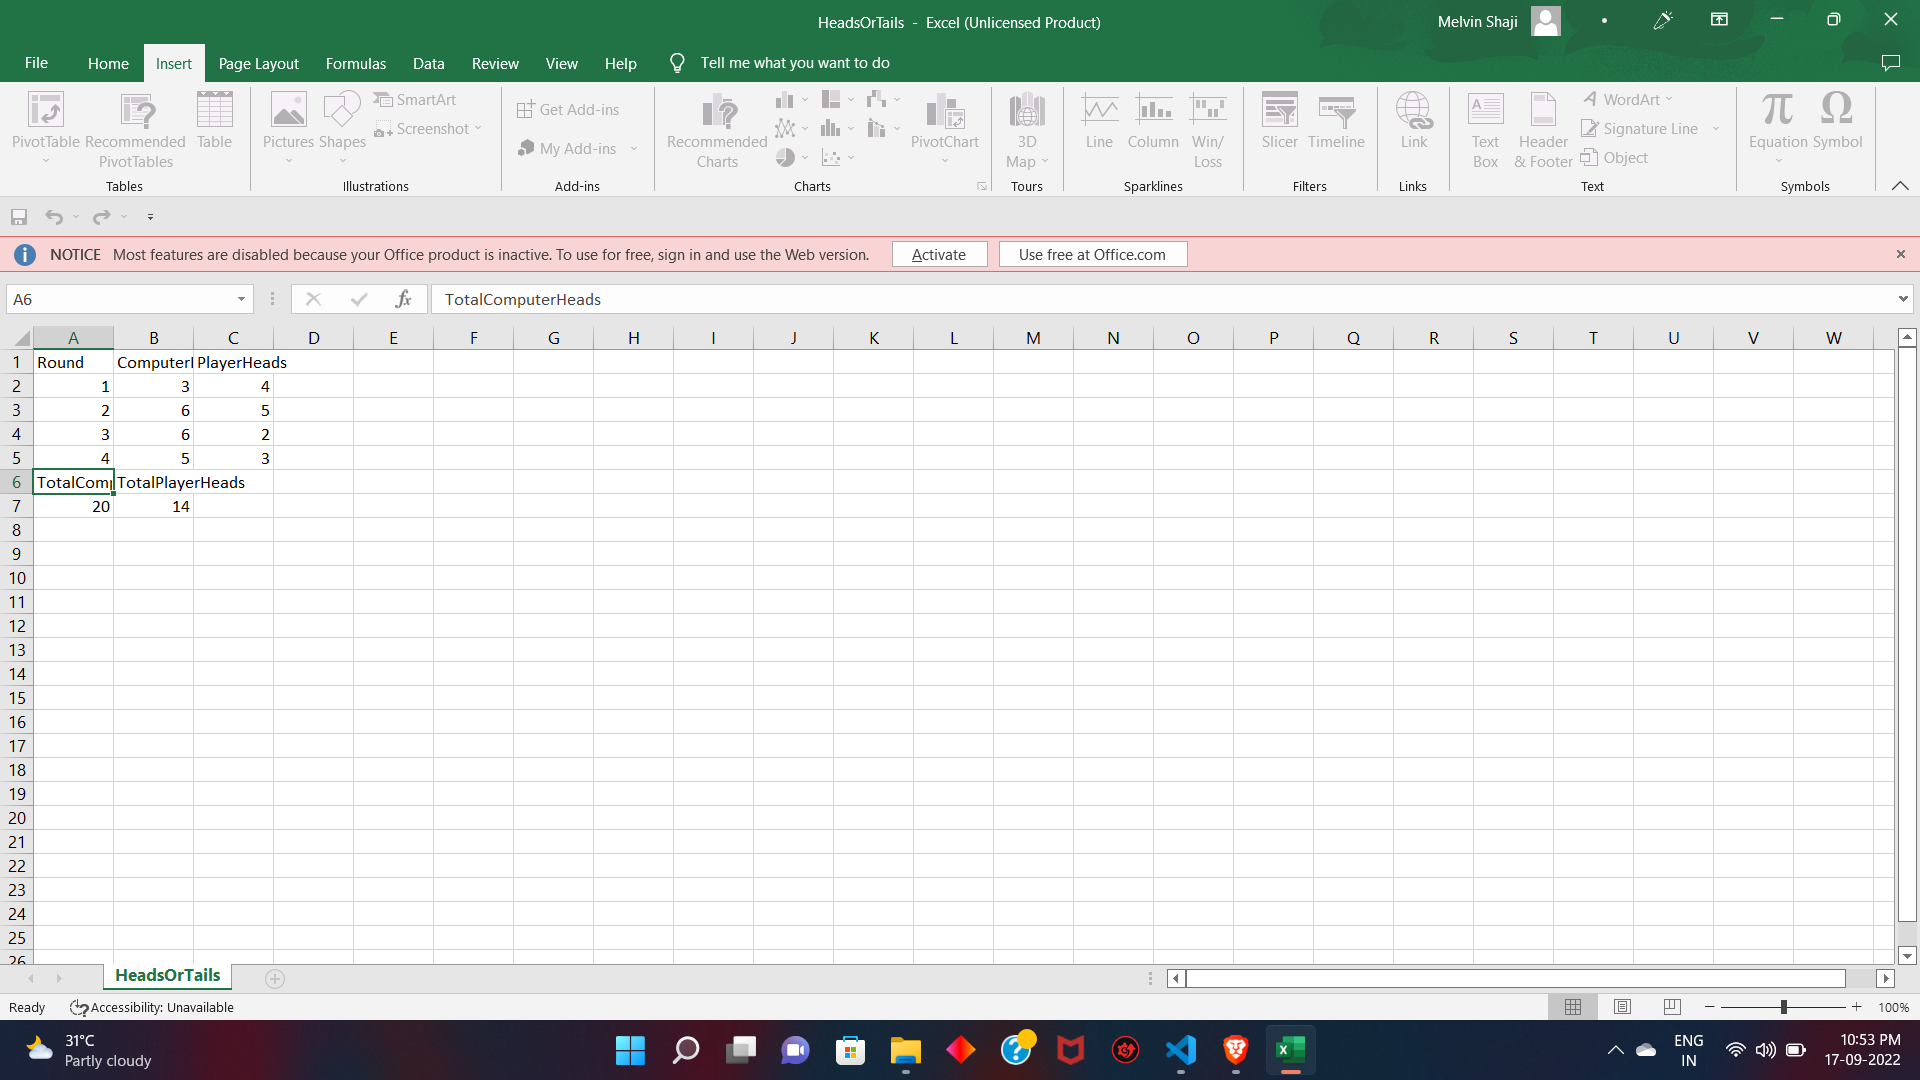 HeadsOrTails - Excel (Unlicensed Product)
Melvin Shaji
File Home Insert Page Layout Formulas Data Review View Help Tell me what you want to do
PivotTable
Recommended PivotTables
Table
Tables
Pictures
Shapes
SmartArt
Screenshot
Illustrations
Get Add-ins
My Add-ins
Add-ins
Recommended Charts
PivotChart
Charts
3D Map
Tours
Line
Column
Win/ Loss
Sparklines
Slicer
Timeline
Filters
Link
Links
Text Box
Header & Footer
WordArt
Signature Line
Object
Text
Equation
Symbol
Symbols
NOTICE Most features are disabled because your Office product is inactive. To use for free, sign in and use the Web version. Activate Use free at Office.com
A6 fx TotalComputerHeads
A B C D E F G H I J K L M N O P Q R S T U V W
1 Round ComputerH PlayerHeads
2 1 3 4
3 2 6 5
4 3 6 2
5 4 5 3
6 TotalComp TotalPlayerHeads
7 20 14
8
9
10
11
12
13
14
15
16
17
18
19
20
21
22
23
24
25
26
HeadsOrTails
Ready Accessibility: Unavailable 100%
31°C
Partly cloudy
ENG
IN
10:53 PM
17-09-2022